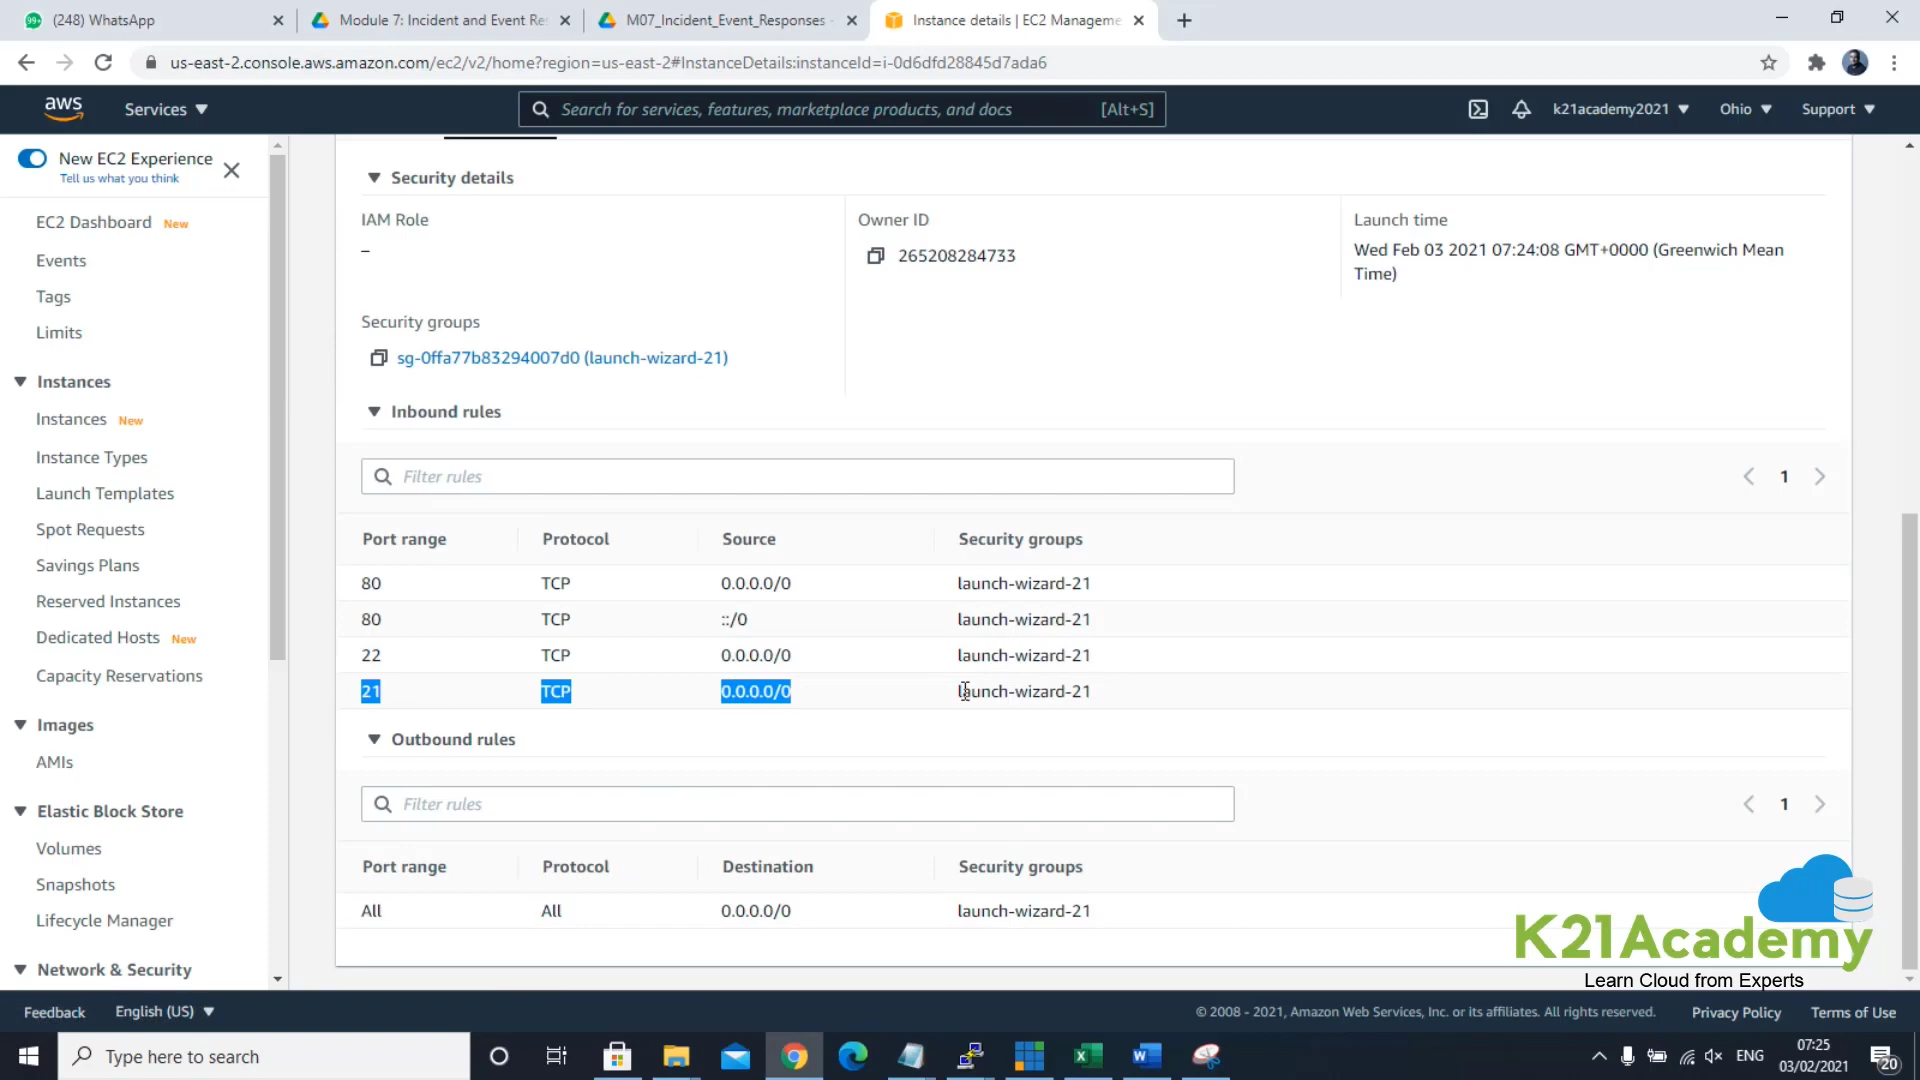 99+ (248) WhatsApp
Module 7: Incident and Event Re
M07_Incident_Event_Responses -
Instance details | EC2 Manageme
us-east-2.console.aws.amazon.com/ec2/v2/home?region=us-east-2#InstanceDetails:instanceId=i-0d6dfd28845d7ada6
aws
Services
Search for services, features, marketplace products, and docs [Alt+S]
k21academy2021
Ohio
Support
New EC2 Experience
Tell us what you think
EC2 Dashboard New
Events
Tags
Limits
Instances
Instances New
Instance Types
Launch Templates
Spot Requests
Savings Plans
Reserved Instances
Dedicated Hosts New
Capacity Reservations
Images
AMIs
Elastic Block Store
Volumes
Snapshots
Lifecycle Manager
Network & Security
Security details
IAM Role
–
Owner ID
265208284733
Launch time
Wed Feb 03 2021 07:24:08 GMT+0000 (Greenwich Mean
Time)
Security groups
sg-0ffa77b83294007d0 (launch-wizard-21)
Inbound rules
Filter rules
1
Port range Protocol Source Security groups
80 TCP 0.0.0.0/0 launch-wizard-21
80 TCP ::/0 launch-wizard-21
22 TCP 0.0.0.0/0 launch-wizard-21
21 TCP 0.0.0.0/0 launch-wizard-21
Outbound rules
Filter rules
1
Port range Protocol Destination Security groups
All All 0.0.0.0/0 launch-wizard-21
K21Academy
Learn Cloud from Experts
Feedback
English (US)
© 2008 - 2021, Amazon Web Services, Inc. or its affiliates. All rights reserved.
Privacy Policy
Terms of Use
Type here to search
ENG
07:25
03/02/2021
20